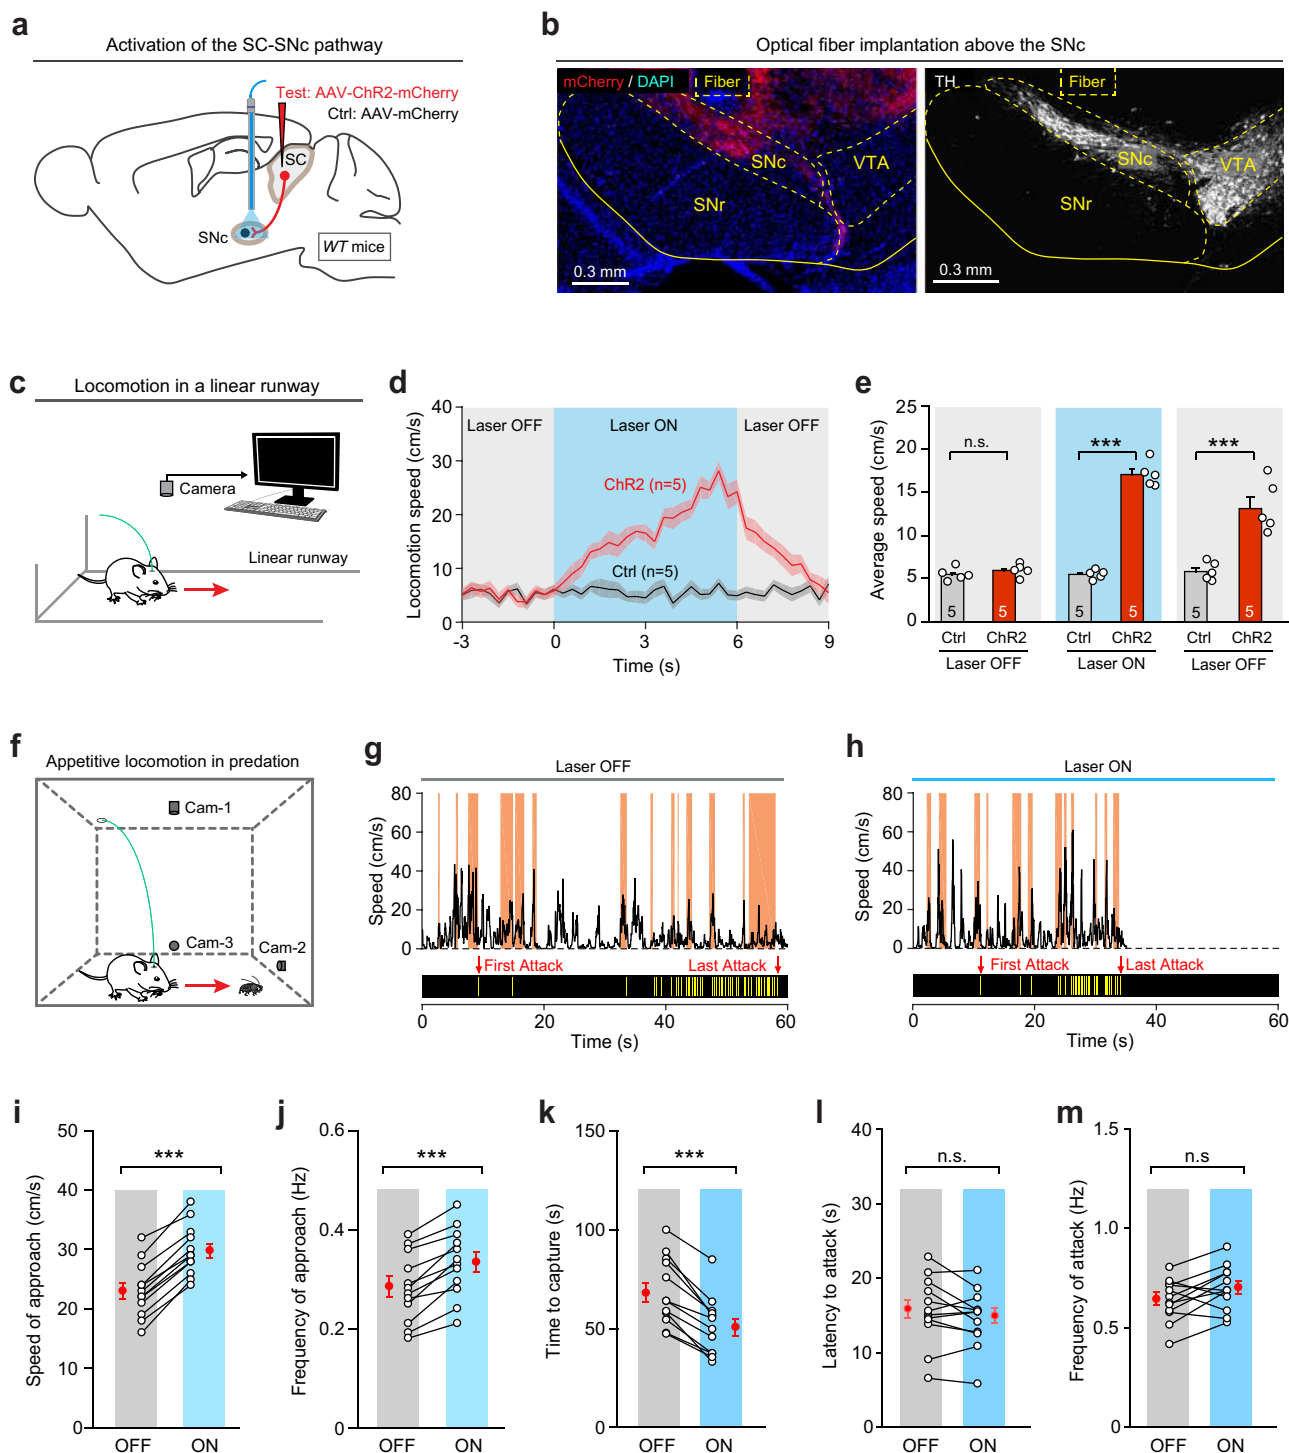 a
Activation of the SC-SNc pathway
Test: AAV-ChR2-mCherry
Ctrl: AAV-mCherry
SC
SNc
WT mice
b
Optical fiber implantation above the SNc
mCherry / DAPI
Fiber
SNc
VTA
SNr
0.3 mm
TH
Fiber
SNc
VTA
SNr
0.3 mm
c
Locomotion in a linear runway
Camera
Linear runway
d
Locomotion speed (cm/s)
40
30
20
10
0
Laser OFF
Laser ON
Laser OFF
ChR2 (n=5)
Ctrl (n=5)
-3
0
3
6
9
Time (s)
e
Average speed (cm/s)
25
20
15
10
5
0
n.s.
***
***
5
5
5
5
5
5
Ctrl
ChR2
Ctrl
ChR2
Ctrl
ChR2
Laser OFF
Laser ON
Laser OFF
f
Appetitive locomotion in predation
Cam-1
Cam-3
Cam-2
g
Laser OFF
Speed (cm/s)
80
60
40
20
0
First Attack
Last Attack
0
20
40
60
Time (s)
h
Laser ON
Speed (cm/s)
80
60
40
20
0
First Attack
Last Attack
0
20
40
60
Time (s)
i
Speed of approach (cm/s)
50
40
30
20
10
0
***
OFF
ON
j
Frequency of approach (Hz)
0.6
0.4
0.2
0
***
OFF
ON
k
Time to capture (s)
150
100
50
0
***
OFF
ON
l
Latency to attack (s)
40
30
20
10
0
n.s.
OFF
ON
m
Frequency of attack (Hz)
1.5
1.0
0.5
0
n.s
OFF
ON